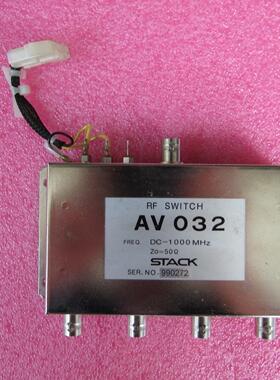 RF SWITCH
AV 032
FREQ. DC-1000MHz
Zo=50Ω
STACK
SER.NO. 990272